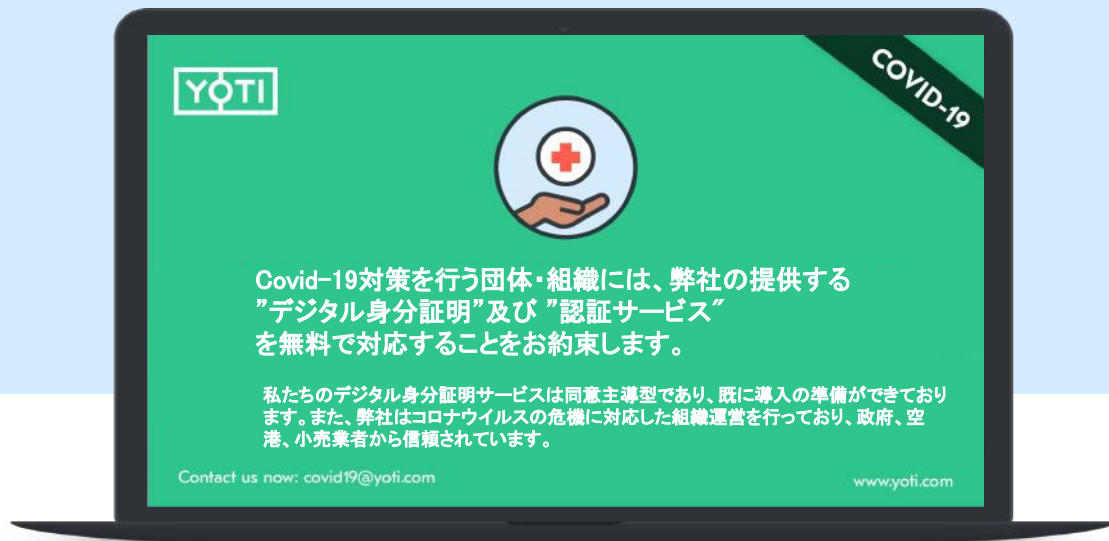 YOTI
COVID-19
Covid-19対策を行う団体・組織には、弊社の提供する
”デジタル身分証明”及び ”認証サービス”
を無料で対応することをお約束します。
私たちのデジタル身分証明サービスは同意主導型であり、既に導入の準備ができており
ます。また、弊社はコロナウイルスの危機に対応した組織運営を行っており、政府、空
港、小売業者から信頼されています。
Contact us now: covid19@yoti.com
www.yoti.com